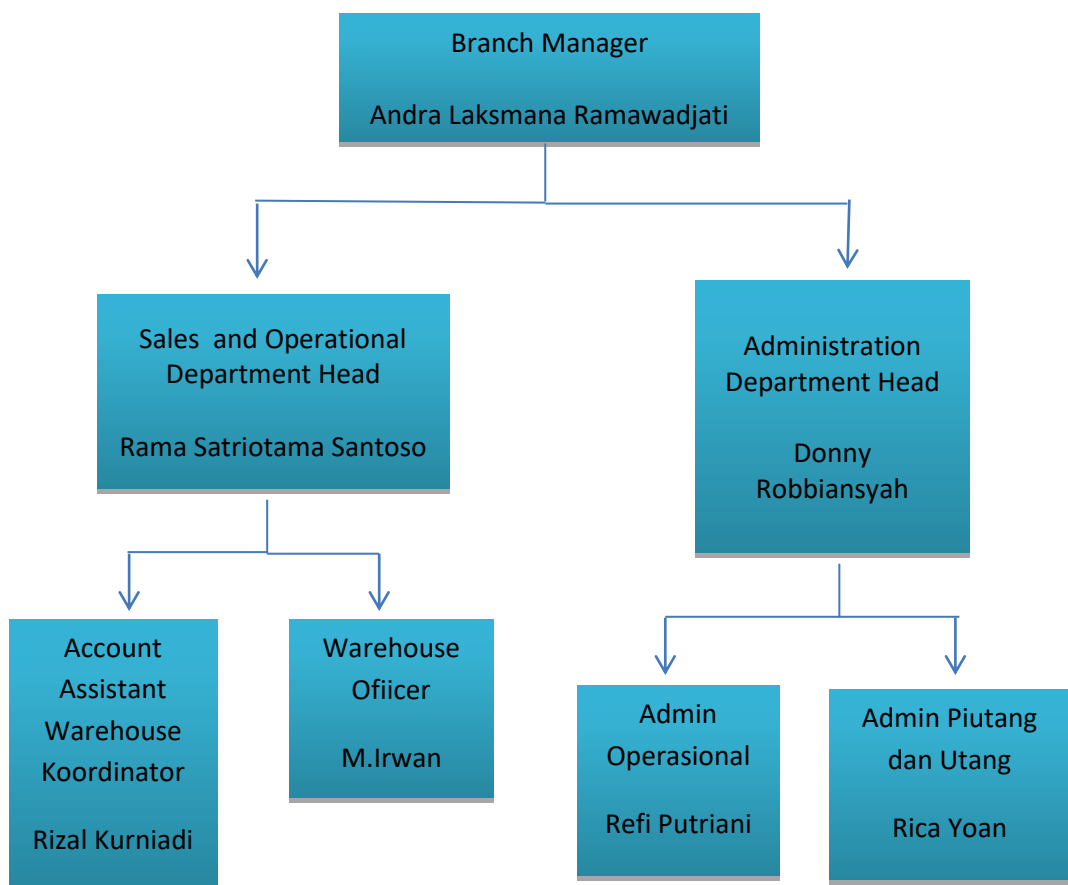 Branch Manager
Andra Laksmana Ramawadjati
Sales and Operational
Department Head
Rama Satriotama Santoso
Administration
Department Head
Donny
Robbiansyah
Account
Assistant
Warehouse
Koordinator
Rizal Kurniadi
Warehouse
Ofiicer
M.Irwan
Admin
Operasional
Refi Putriani
Admin Piutang
dan Utang
Rica Yoan